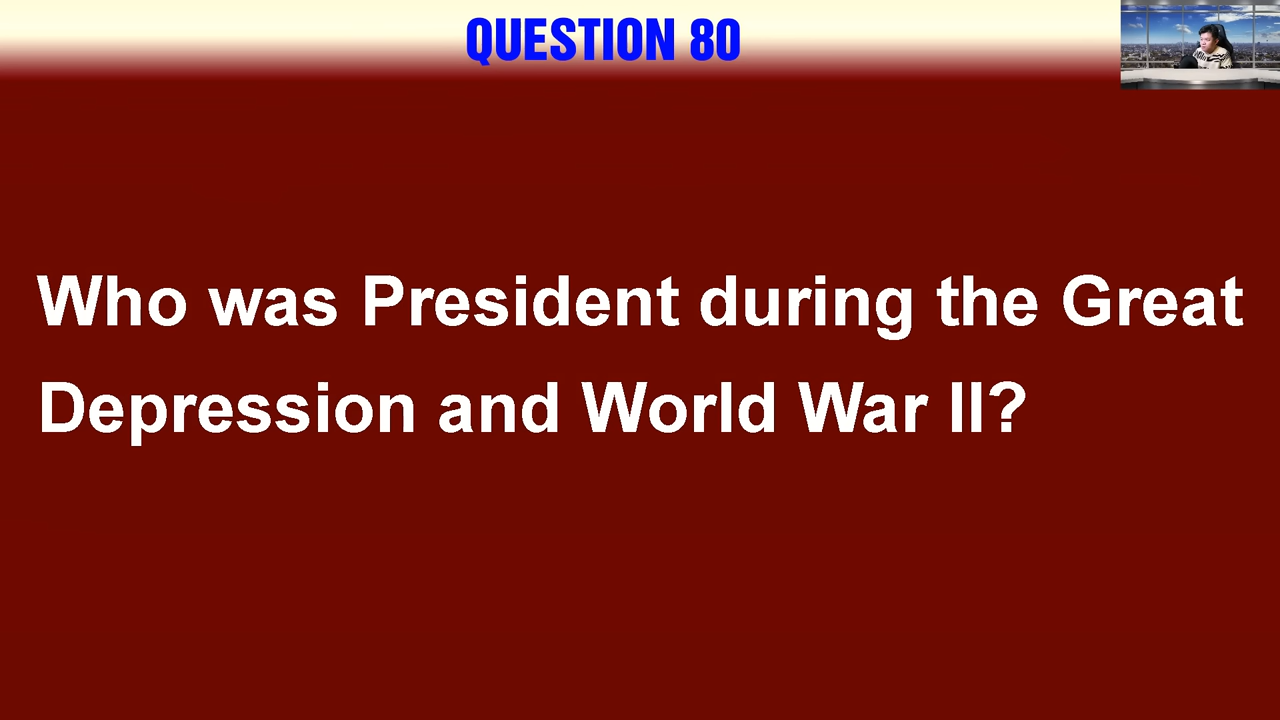 QUESTION 80
Who was President during the Great
Depression and World War II?